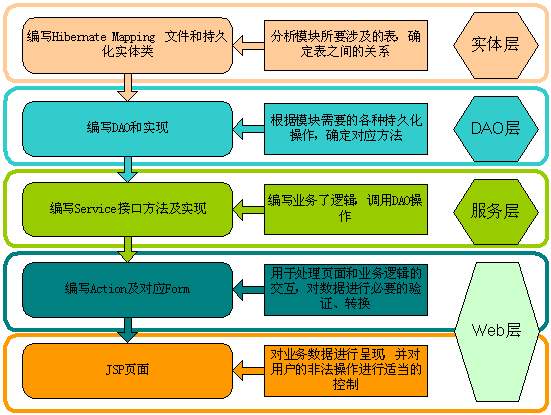 编写Hibernate Mapping 文件和持久
化实体类
分析模块所要涉及的表，确
定表之间的关系
实体层
编写DAO和实现
根据模块需要的各种持久化
操作，确定对应方法
DAO层
编写Service接口方法及实现
编写业务了逻辑，调用DAO操
作
服务层
编写Action及对应Form
用于处理页面和业务逻辑的
交互，对数据进行必要的验
证、转换
Web层
JSP页面
对业务数据进行呈现，并对
用户的非法操作进行适当的
控制